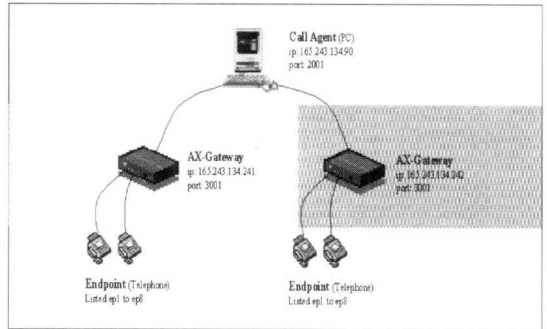 Call Agent (PC)
ip: 165.243.134.90
port: 2001
AX-Gateway
ip: 165.243.134.241
port: 3001
AX-Gateway
ip: 165.243.134.242
port: 3001
Endpoint (Telephone)
Listed ep1 to ep8
Endpoint (Telephone)
Listed ep1 to ep8